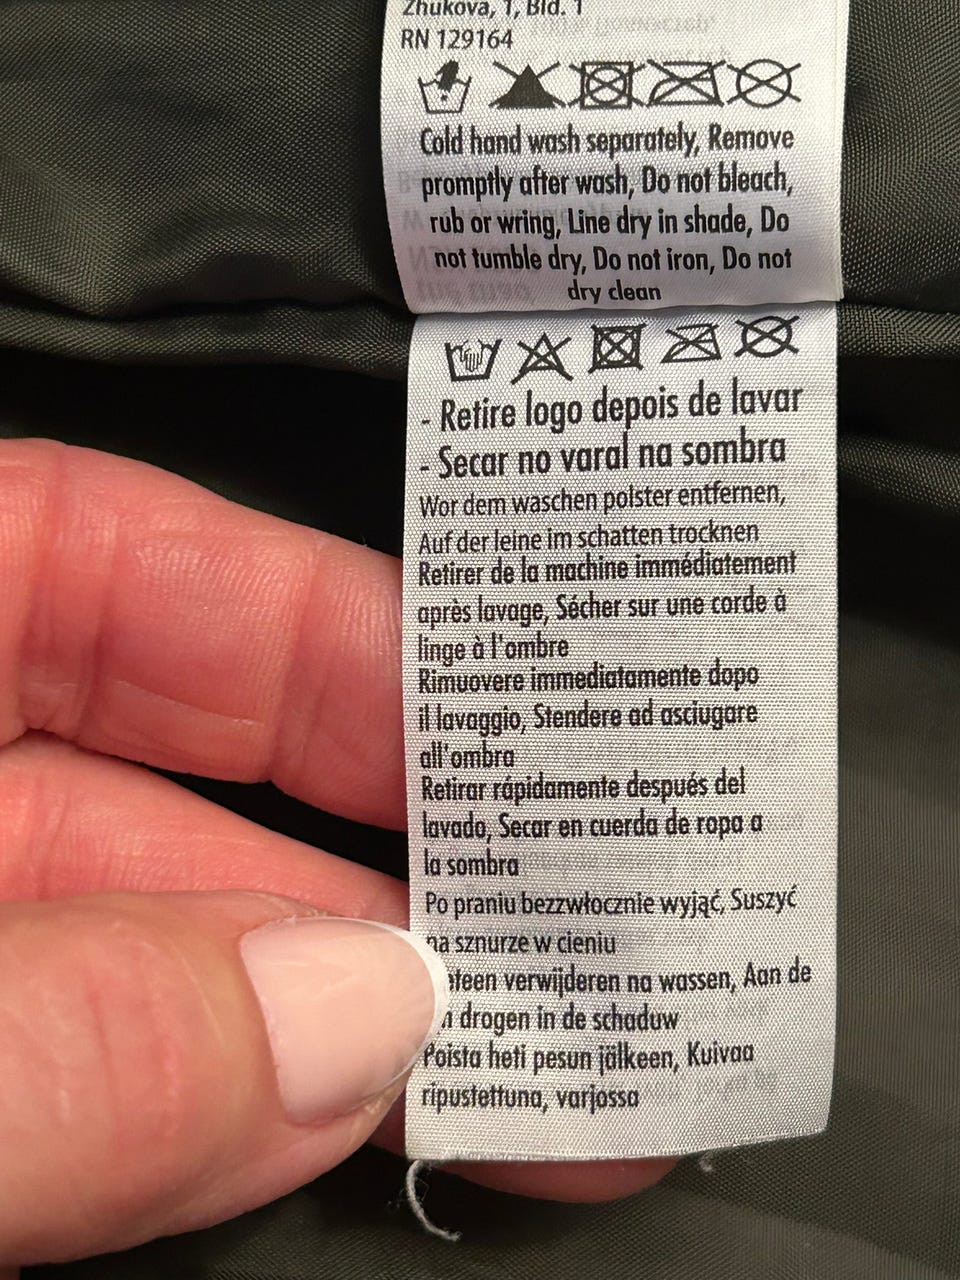 Zhukova, 1, Bld. 1
RN 129164
Cold hand wash separately, Remove
promptly after wash, Do not bleach,
rub or wring, Line dry in shade, Do
not tumble dry, Do not iron, Do not
dry clean
- Retire logo depois de lavar
- Secar no varal na sombra
Wor dem waschen polster entfernen,
Auf der leine im schatten trocknen
Retirer de la machine immédiatement
après lavage, Sécher sur une corde à
linge à l'ombre
Rimuovere immediatamente dopo
il lavaggio, Stendere ad asciugare
all'ombra
Retirar rápidamente después del
lavado, Secar en cuerda de ropa a
la sombra
Po praniu bezzwłocznie wyjąć, Suszyć
na sznurze w cieniu
verwijderen na wassen, Aan de
drogen in de schaduw
Poista heti pesun jälkeen, Kuivaa
ripustettuna, varjossa